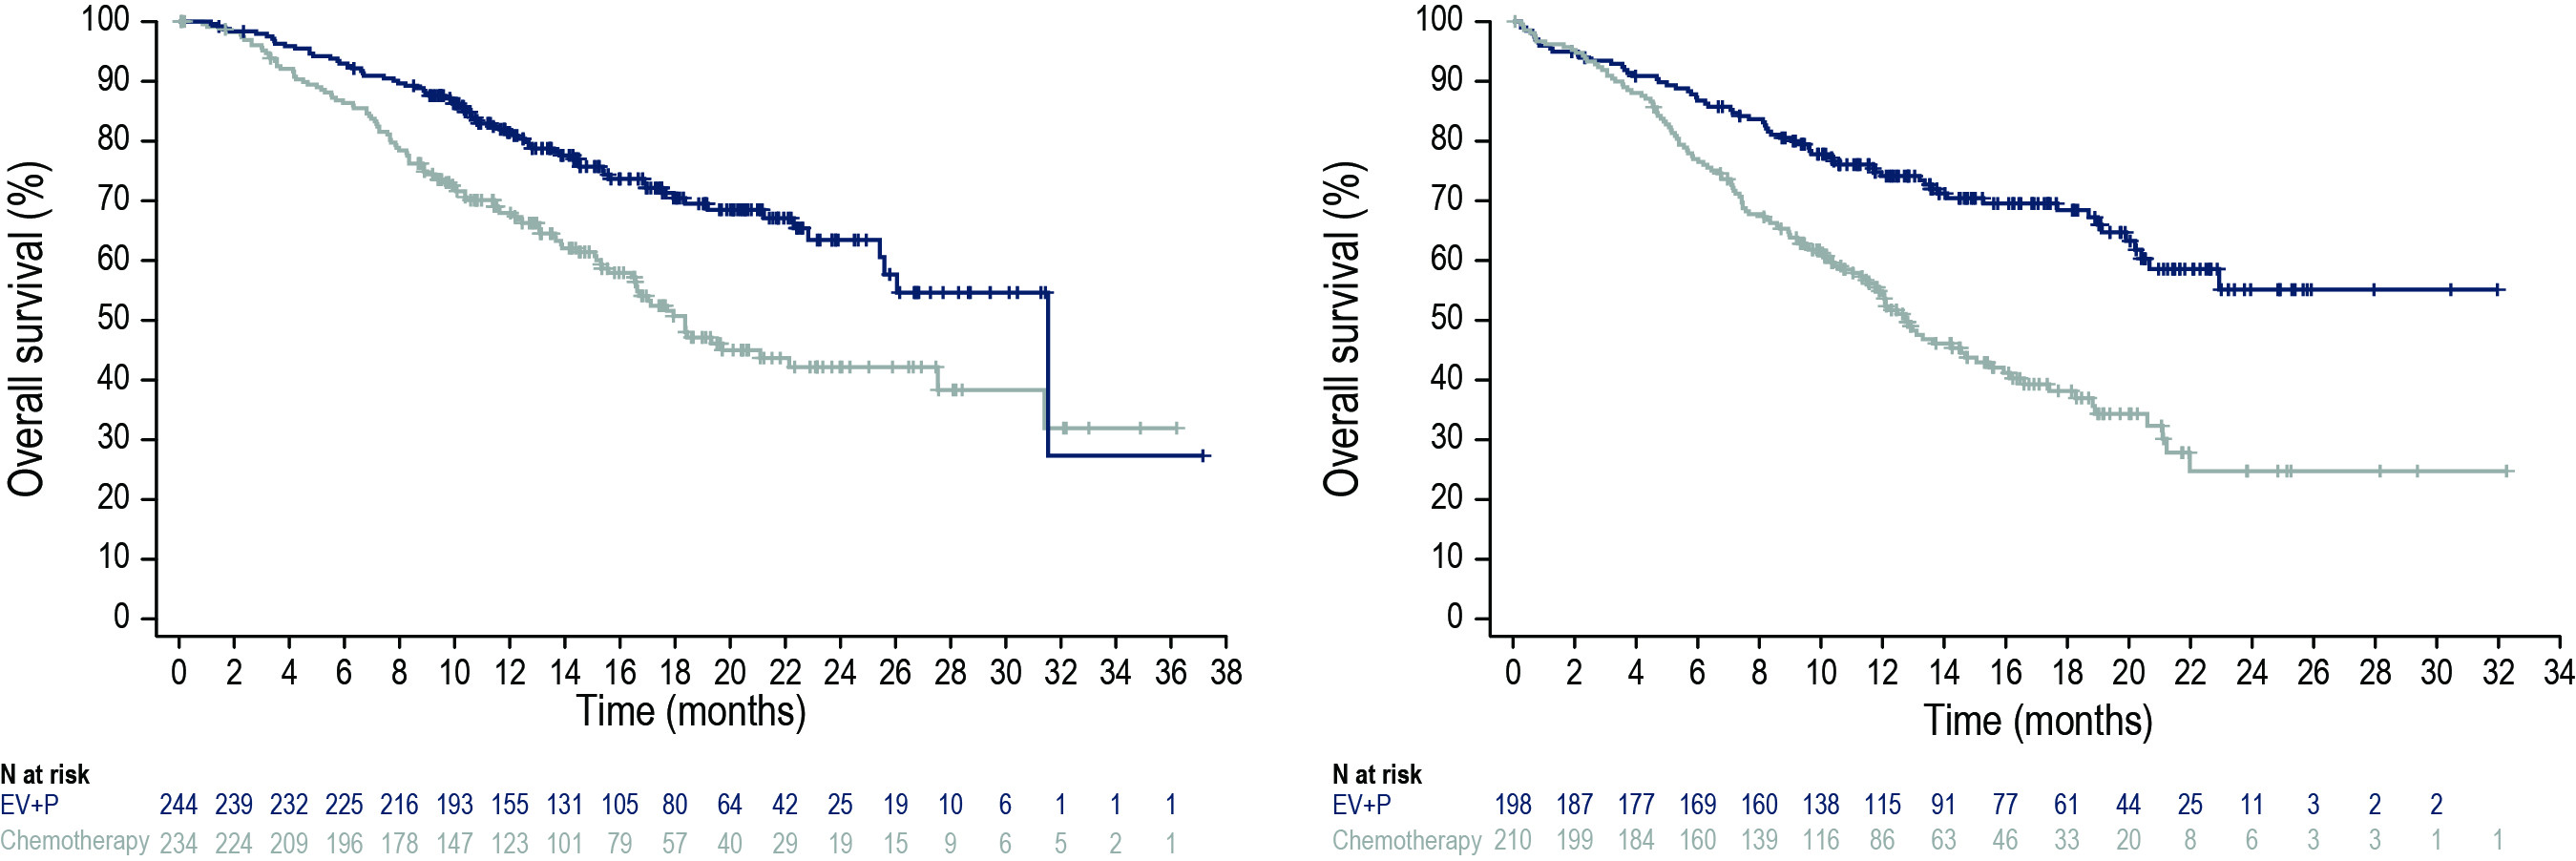 Overall survival (%)
100
90
80
70
60
50
40
30
20
10
0
0 2 4 6 8 10 12 14 16 18 20 22 24 26 28 30 32 34 36 38
Time (months)
N at risk
EV+P 244 239 232 225 216 193 155 131 105 80 64 42 25 19 10 6 1 1 1
Chemotherapy 234 224 209 196 178 147 123 101 79 57 40 29 19 15 9 6 5 2 1
Overall survival (%)
100
90
80
70
60
50
40
30
20
10
0
0 2 4 6 8 10 12 14 16 18 20 22 24 26 28 30 32 34
Time (months)
N at risk
EV+P 198 187 177 169 160 138 115 91 77 61 44 25 11 3 2 2
Chemotherapy 210 199 184 160 139 116 86 63 46 33 20 8 6 3 3 1 1